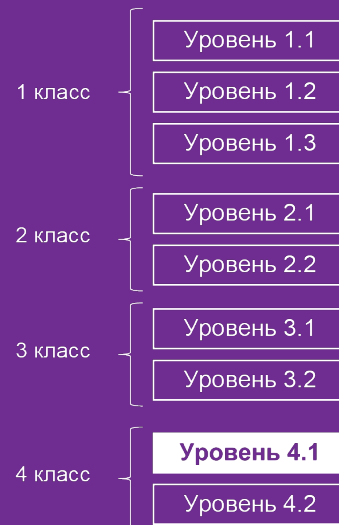 1 класс
Уровень 1.1
Уровень 1.2
Уровень 1.3
2 класс
Уровень 2.1
Уровень 2.2
3 класс
Уровень 3.1
Уровень 3.2
4 класс
Уровень 4.1
Уровень 4.2